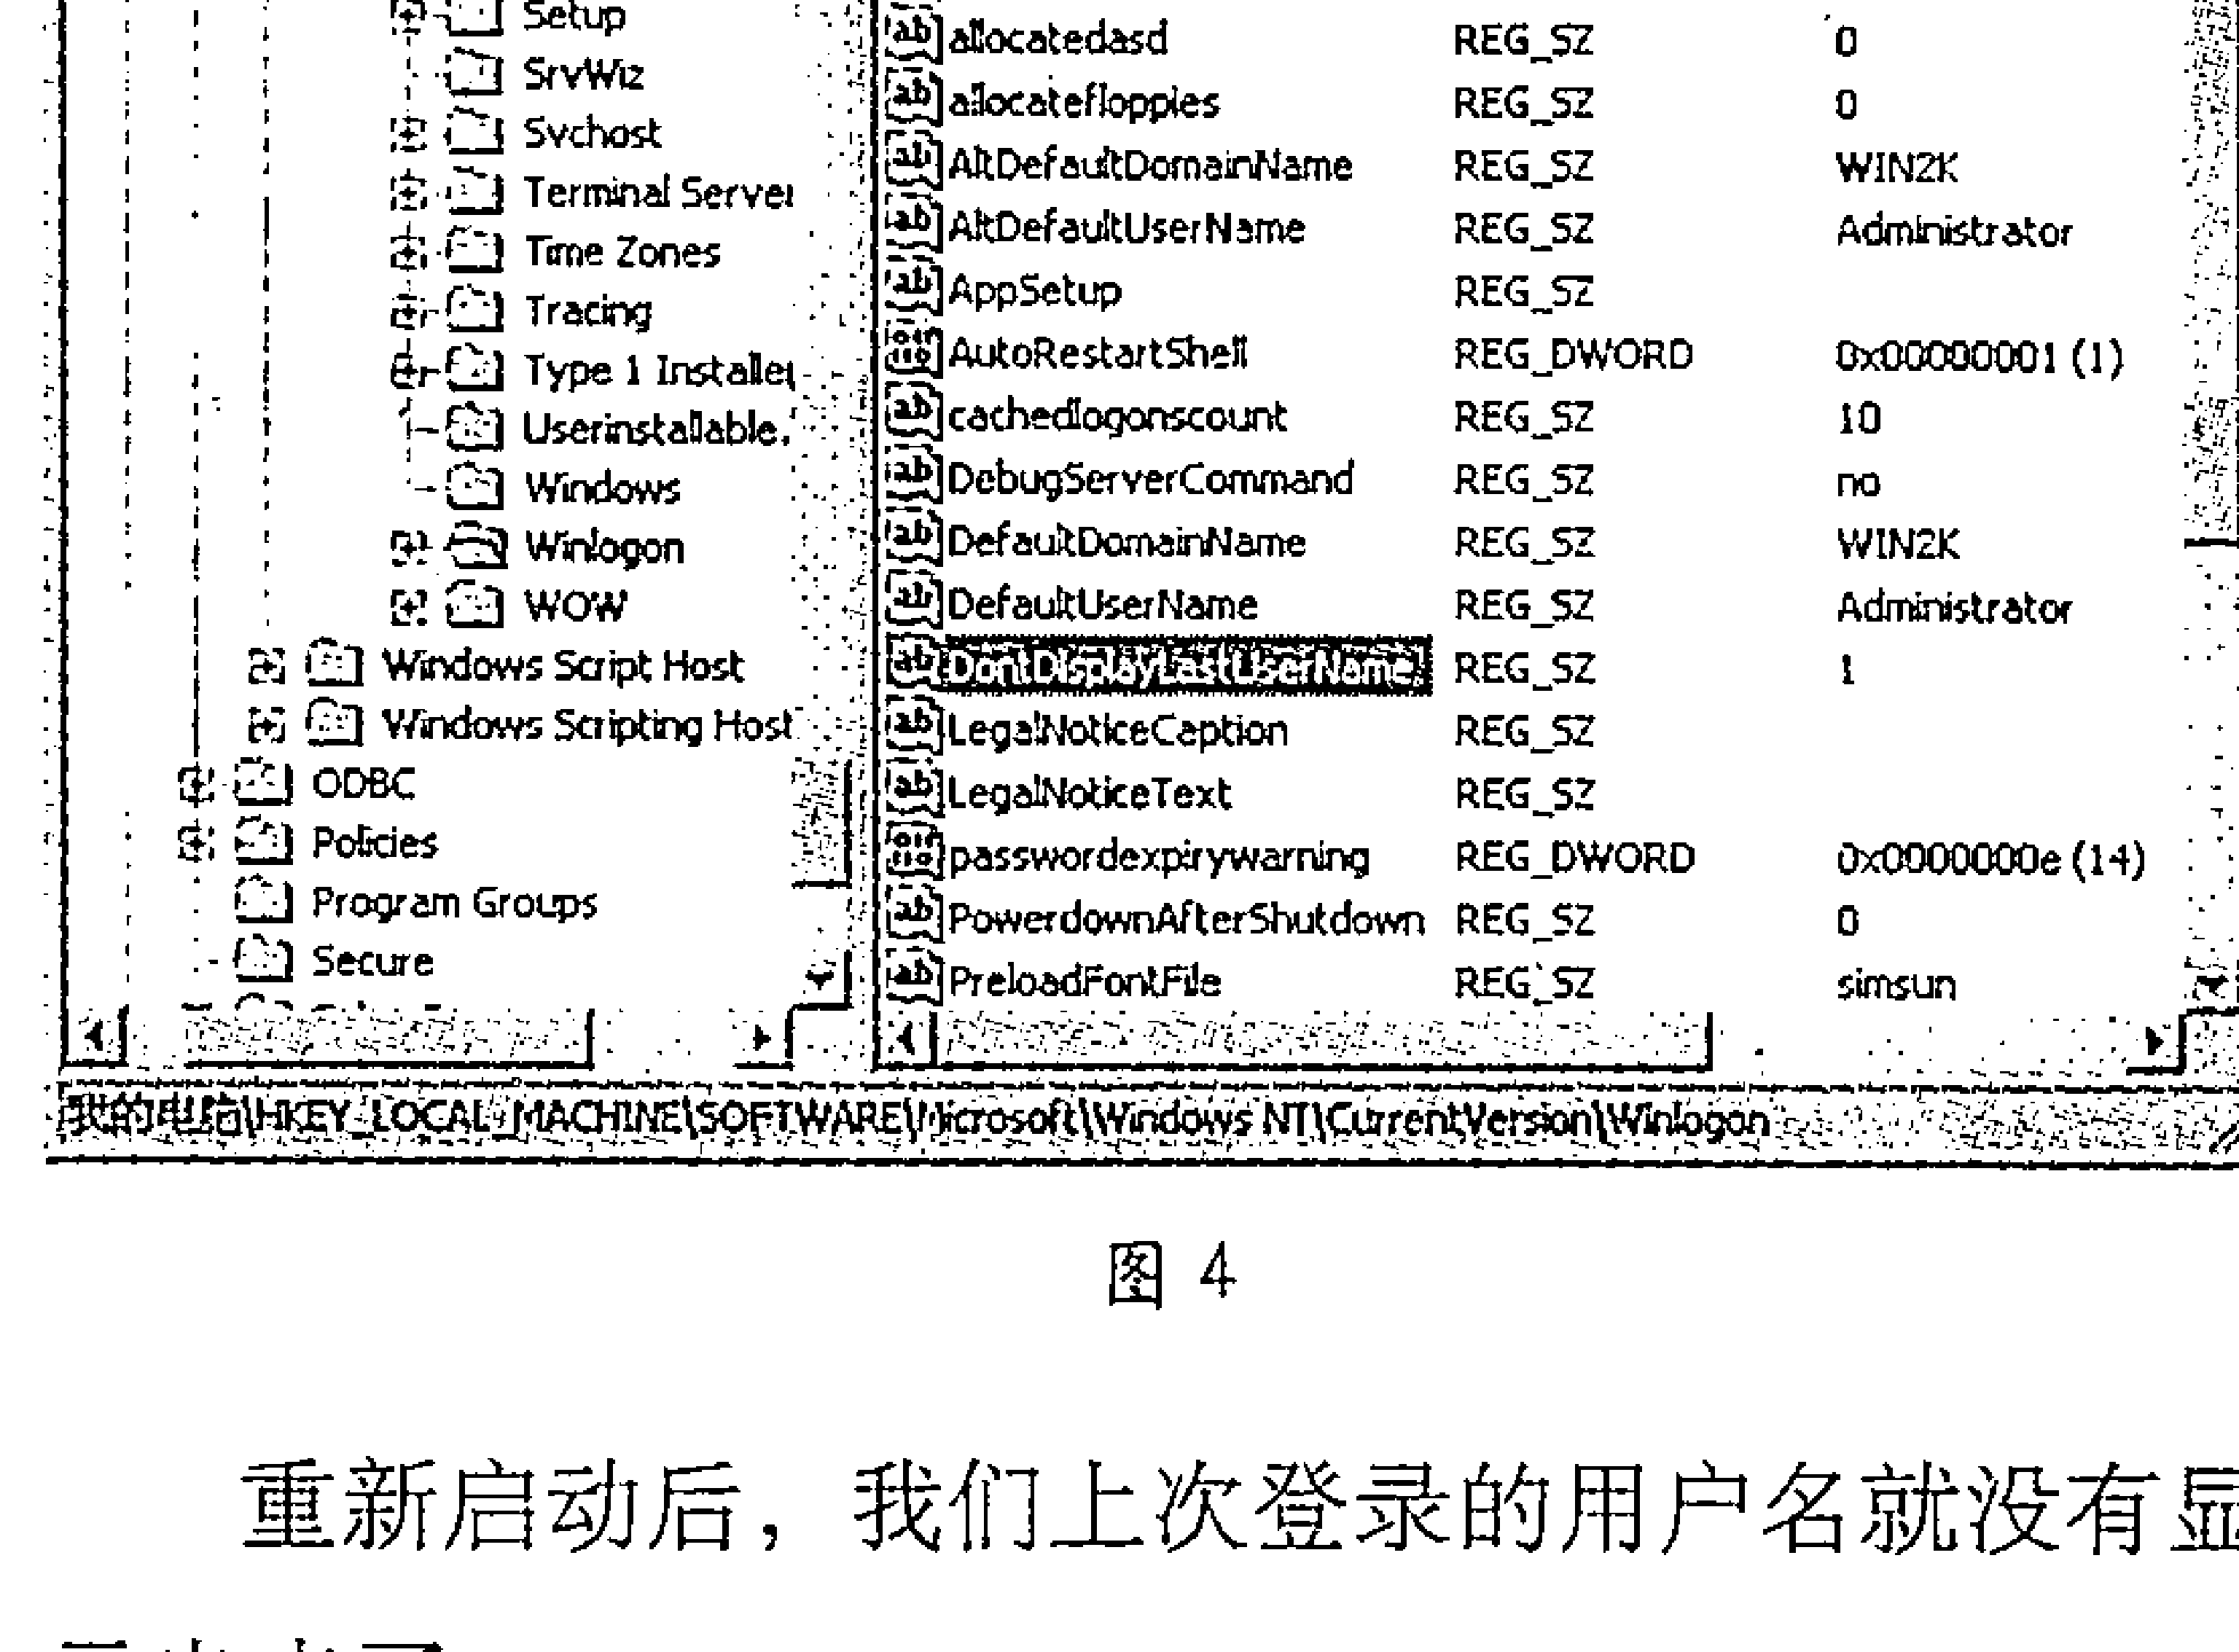 Setup
SrvWiz
Svchost
Terminal Server
Time Zones
Tracing
Type 1 Installer
Userinstallable.
Windows
Winlogon
WOW
Windows Script Host
Windows Scripting Host
ODBC
Policies
Program Groups
Secure
allocatedasd REG_SZ 0
allocatefloppies REG_SZ 0
AltDefaultDomainName REG_SZ WIN2K
AltDefaultUserName REG_SZ Administrator
AppSetup REG_SZ
AutoRestartShell REG_DWORD 0x00000001 (1)
cachedlogonscount REG_SZ 10
DebugServerCommand REG_SZ no
DefaultDomainName REG_SZ WIN2K
DefaultUserName REG_SZ Administrator
DontDisplayLastUserName REG_SZ 1
LegalNoticeCaption REG_SZ
LegalNoticeText REG_SZ
passwordexpirywarning REG_DWORD 0x0000000e (14)
PowerdownAfterShutdown REG_SZ 0
PreloadFontFile REG_SZ simsun
我的电脑\HKEY_LOCAL_MACHINE\SOFTWARE\Microsoft\Windows NT\CurrentVersion\Winlogon
图 4
重新启动后，我们上次登录的用户名就没有显